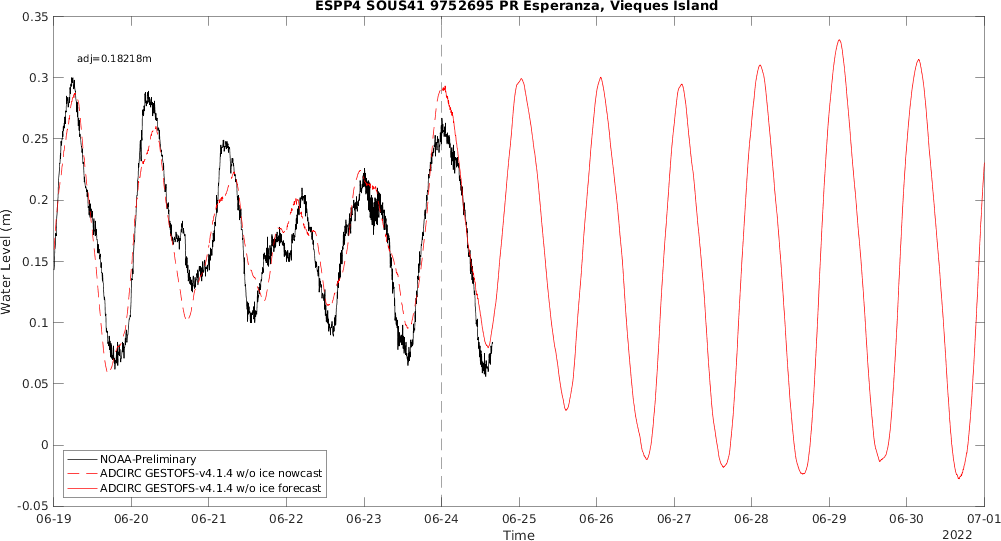 ESPP4 SOUS41 9752695 PR Esperanza, Vieques Island
adj=0.18218m
0.35
0.3
0.25
0.2
0.15
0.1
0.05
0
-0.05
Water Level (m)
NOAA-Preliminary
ADCIRC GESTOFS-v4.1.4 w/o ice nowcast
ADCIRC GESTOFS-v4.1.4 w/o ice forecast
06-19 06-20 06-21 06-22 06-23 06-24 06-25 06-26 06-27 06-28 06-29 06-30 07-01
Time
2022